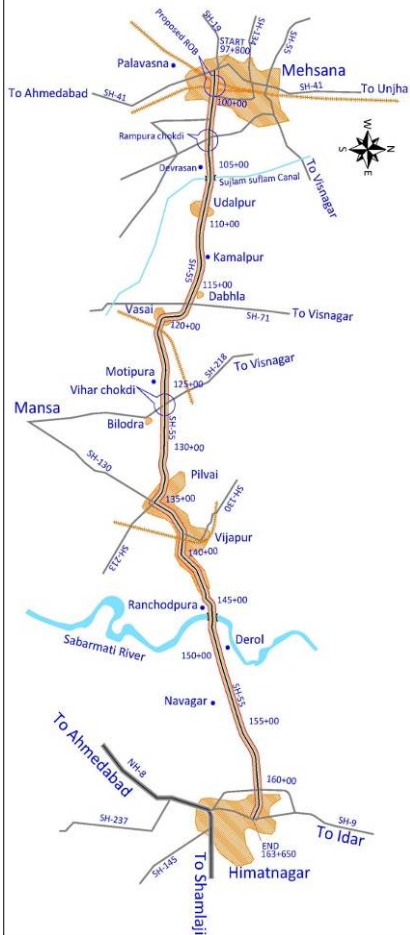 SH-19
SH-134
SH-55
Proposed ROB
START
97+800
Palavasna
Mehsana
To Ahmedabad
SH-41
SH-41
To Unjha
100+00
Rampura chokdi
W
N
S
E
Devrasan
105+00
Sujlam suflam Canal
To Visnagar
Udalpur
110+00
Kamalpur
SH-55
115+00
Dabhla
Vasai
120+00
SH-71
To Visnagar
SH-218
To Visnagar
Motipura
125+00
Vihar chokdi
Mansa
Bilodra
SH-55
130+00
SH-130
Pilvai
135+00
SH-130
Vijapur
SH-213
140+00
Ranchodpura
145+00
Sabarmati River
Derol
150+00
SH-55
Navagar
155+00
To Ahmedabad
NH-8
160+00
SH-9
To Idar
SH-237
END
163+650
SH-145
Himatnagar
To Shamlaji